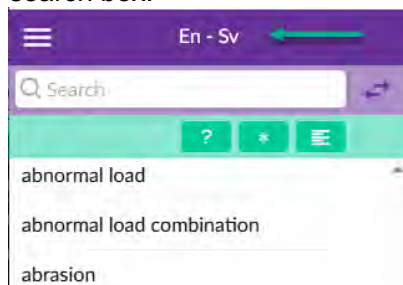 search box.
En - Sv
Search
? *
abnormal load
abnormal load combination
abrasion